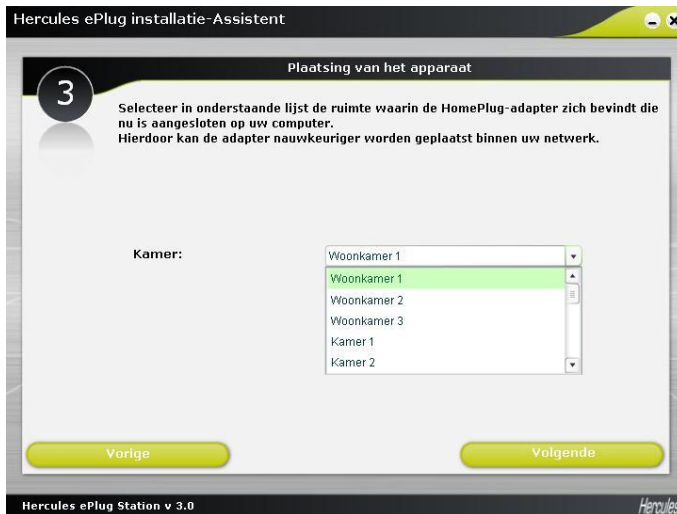 Hercules ePlug installatie-Assistent
Plaatsing van het apparaat
3
Selecteer in onderstaande lijst de ruimte waarin de HomePlug-adapter zich bevindt die
nu is aangesloten op uw computer.
Hierdoor kan de adapter nauwkeuriger worden geplaatst binnen uw netwerk.
Kamer:
Woonkamer 1
Woonkamer 1
Woonkamer 2
Woonkamer 3
Kamer 1
Kamer 2
Vorige
Volgende
Hercules ePlug Station v 3.0
Hercules